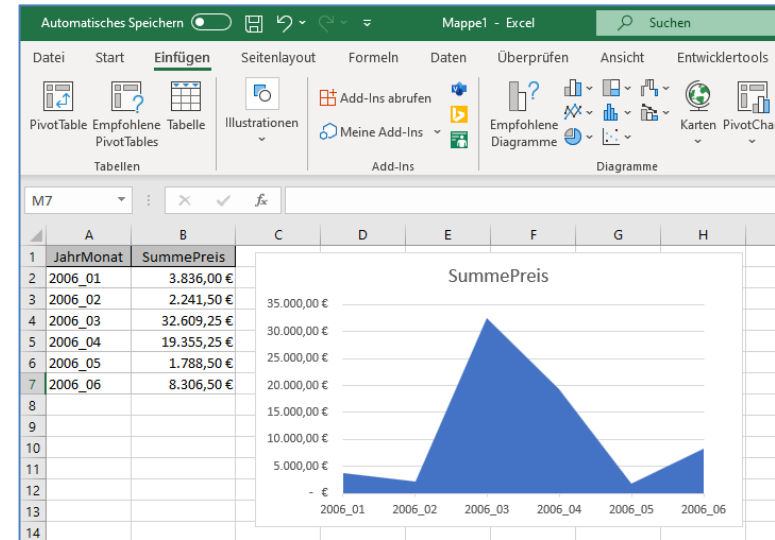 Automatisches Speichern Mappe1 - Excel Suchen
Datei Start Einfügen Seitenlayout Formeln Daten Überprüfen Ansicht Entwicklertools
PivotTable Empfohlene Tabelle Illustrationen Add-Ins abrufen Empfohlene Karten PivotCha
PivotTables Meine Add-Ins Diagramme
Tabellen Add-Ins Diagramme
M7 fx
A B C D E F G H
1 JahrMonat SummePreis
2 2006_01 3.836,00 €
3 2006_02 2.241,50 €
4 2006_03 32.609,25 €
5 2006_04 19.355,25 €
6 2006_05 1.788,50 €
7 2006_06 8.306,50 €
8
9
10
11
12
13
14
SummePreis
35.000,00 €
30.000,00 €
25.000,00 €
20.000,00 €
15.000,00 €
10.000,00 €
5.000,00 €
- €
2006_01 2006_02 2006_03 2006_04 2006_05 2006_06